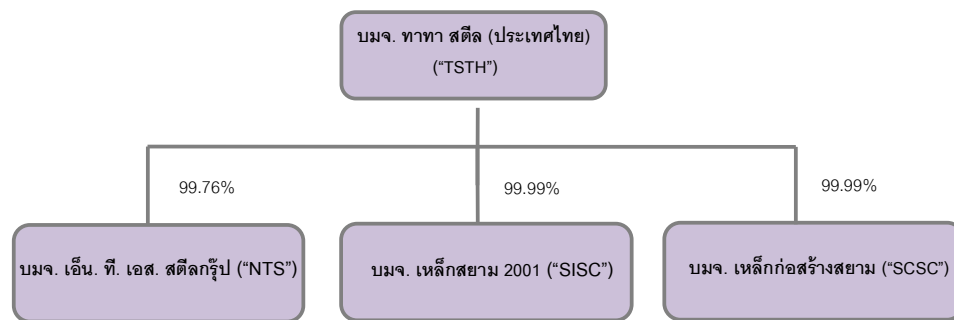 บมจ. ทาทา สตีล (ประเทศไทย)
("TSTH")
99.76%
99.99%
99.99%
บมจ. เอ็น. ที. เอส. สตีลกรุ๊ป ("NTS")
บมจ. เหล็กสยาม 2001 ("SISC")
บมจ. เหล็กก่อสร้างสยาม ("SCSC")